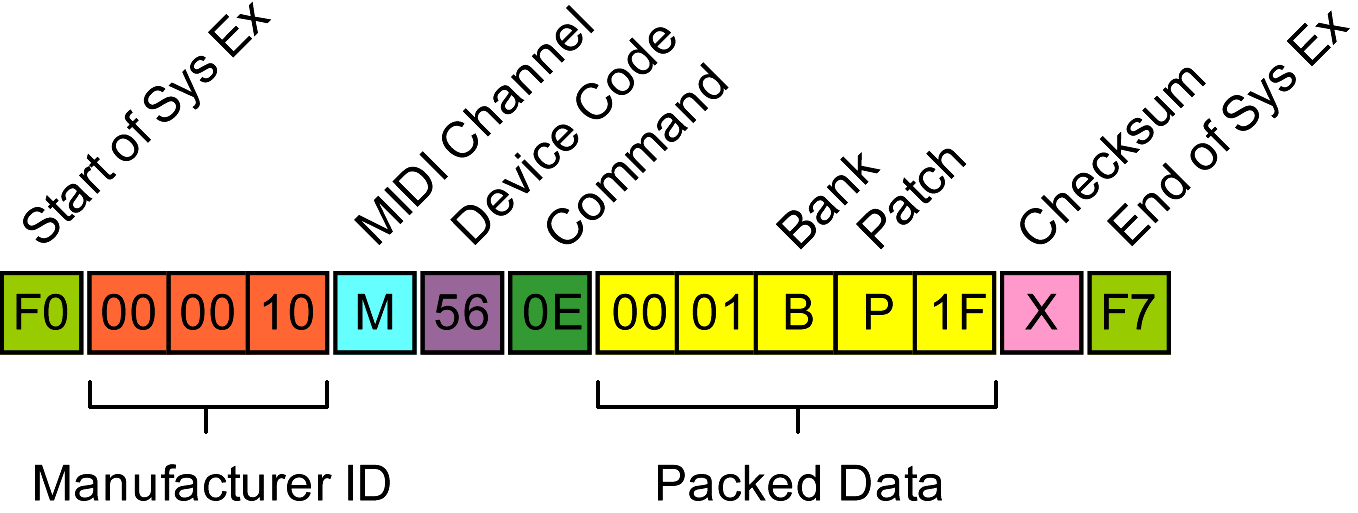 Start of Sys Ex
MIDI Channel
Device Code
Command
Bank
Patch
Checksum
End of Sys Ex
F0 00 00 10 M 56 0E 00 01 B P 1F X F7
Manufacturer ID
Packed Data